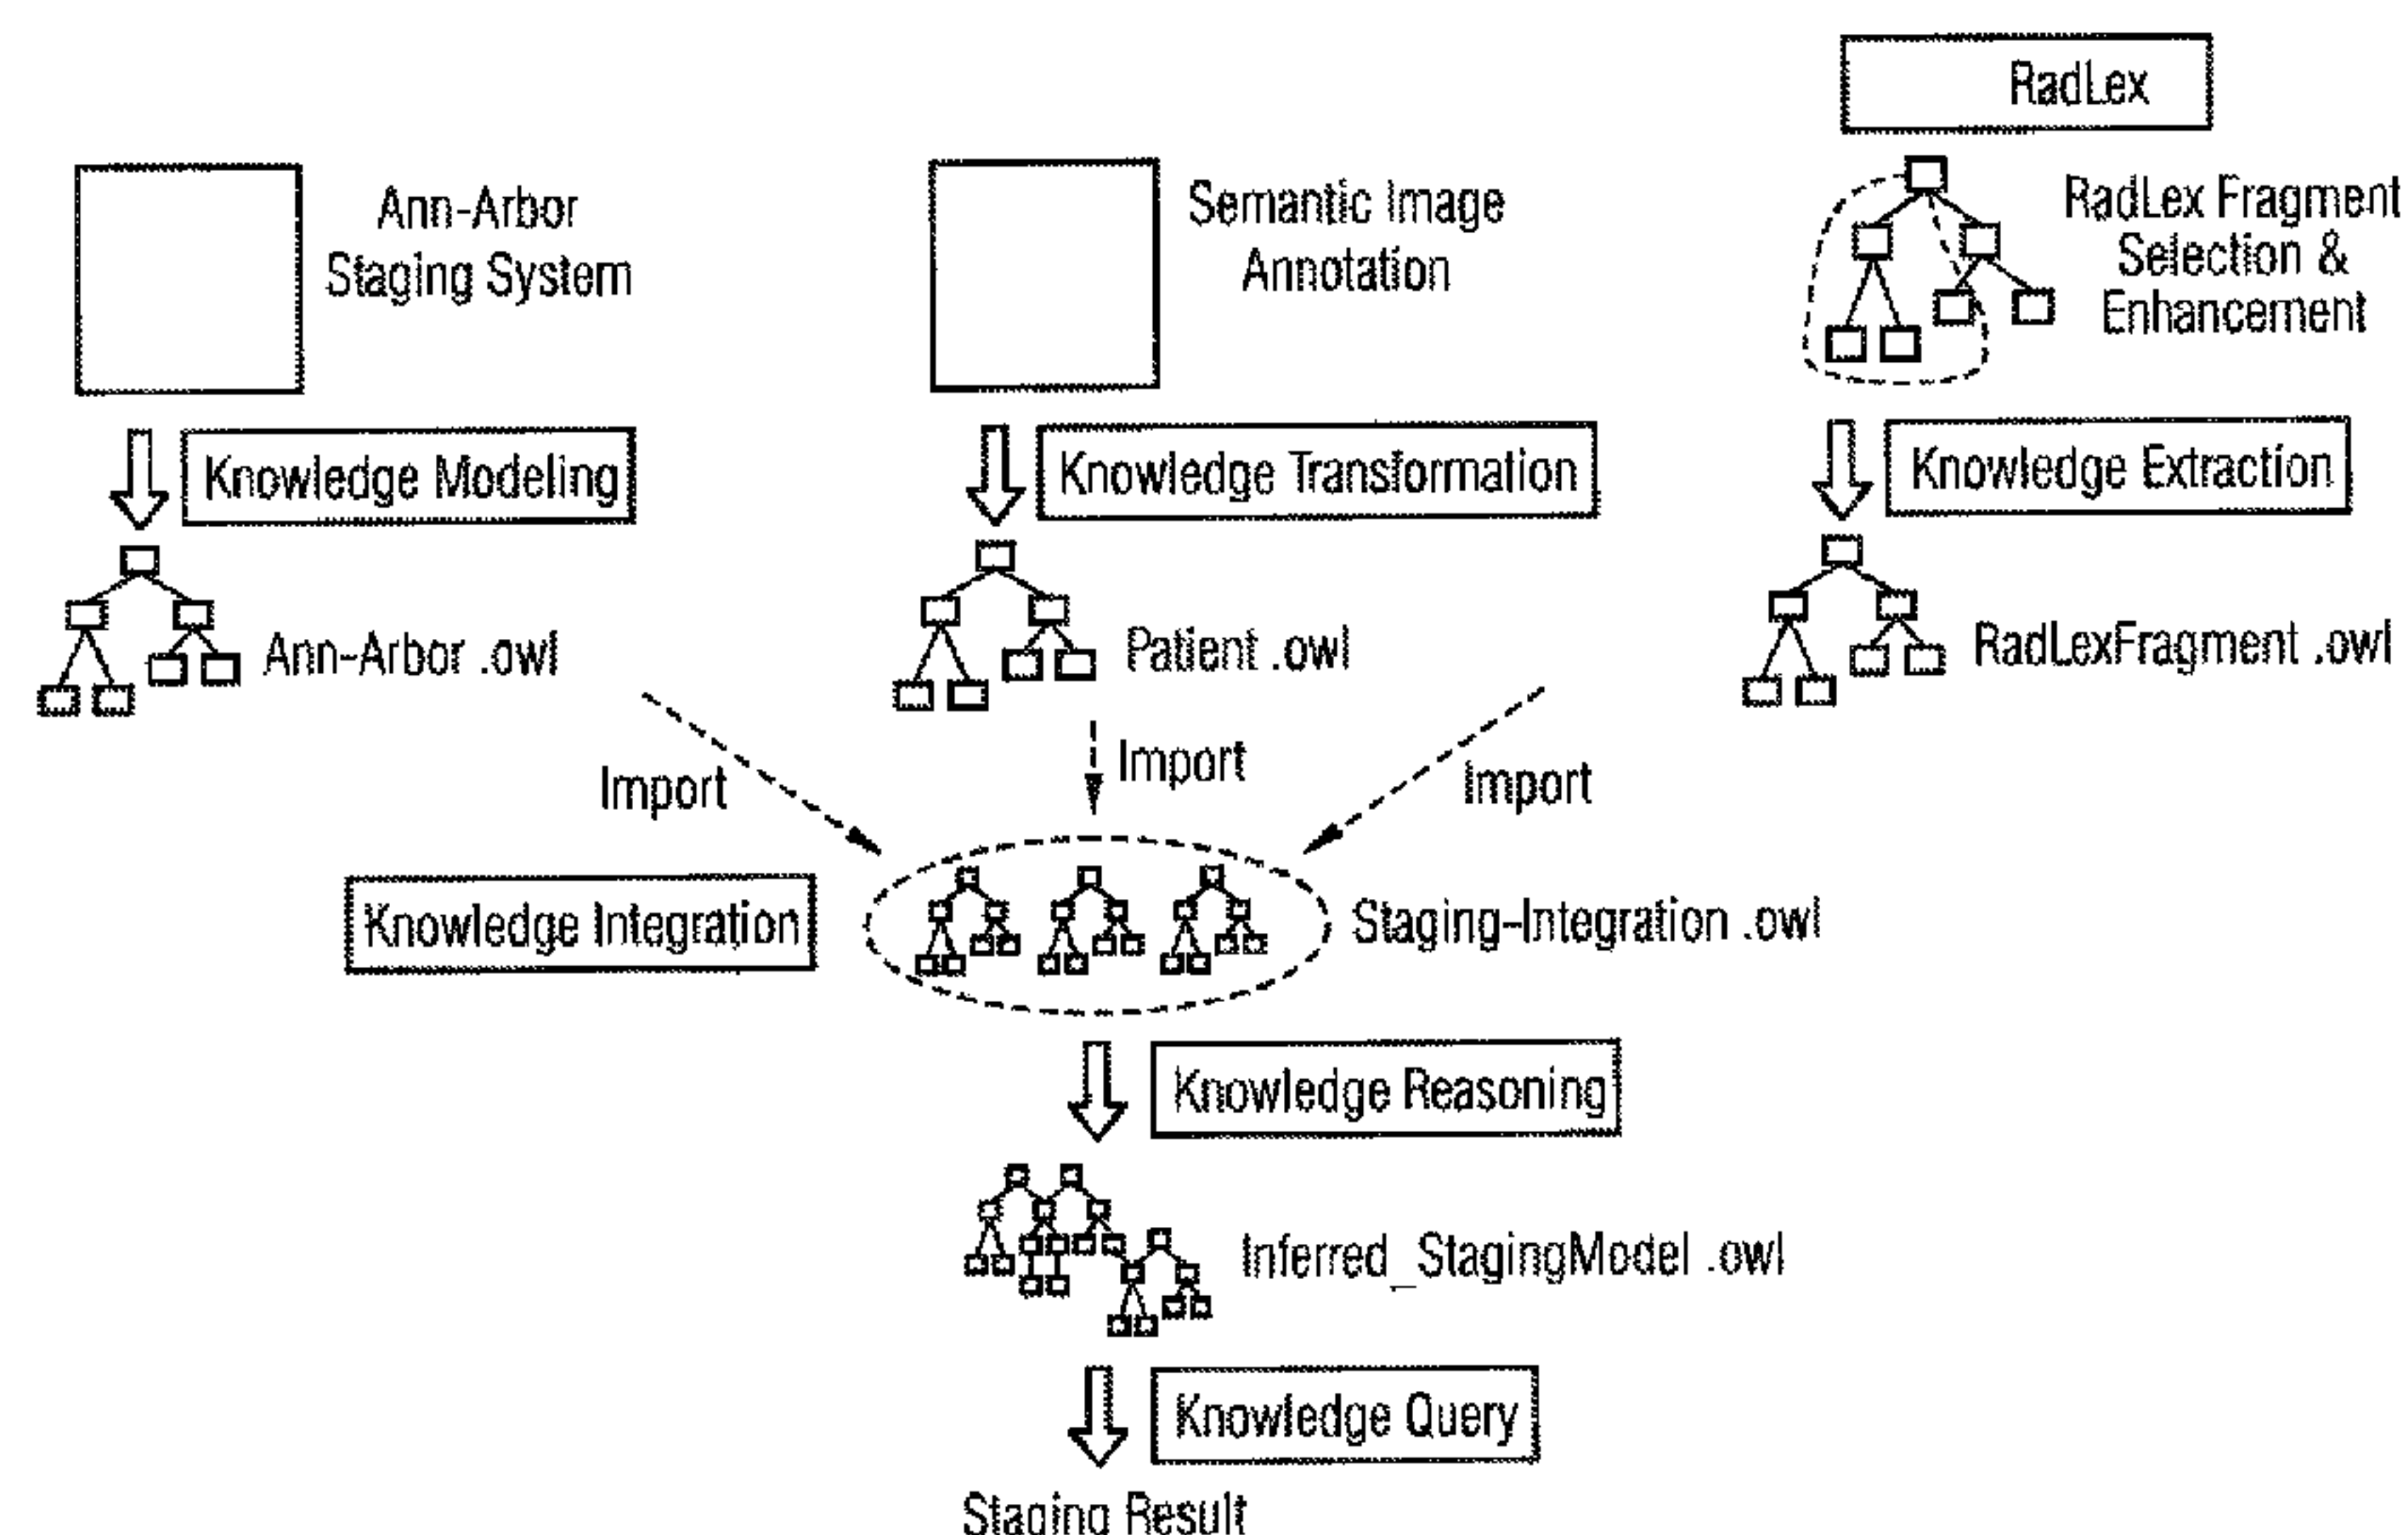 RadLex
Ann-Arbor
Staging System
Semantic Image
Annotation
RadLex Fragment
Selection &
Enhancement
Knowledge Modeling
Knowledge Transformation
Knowledge Extraction
Ann-Arbor .owl
Patient .owl
RadLexFragment .owl
Import
Import
Import
Knowledge Integration
Staging-Integration .owl
Knowledge Reasoning
Inferred_StagingModel .owl
Knowledge Query
Staging Result